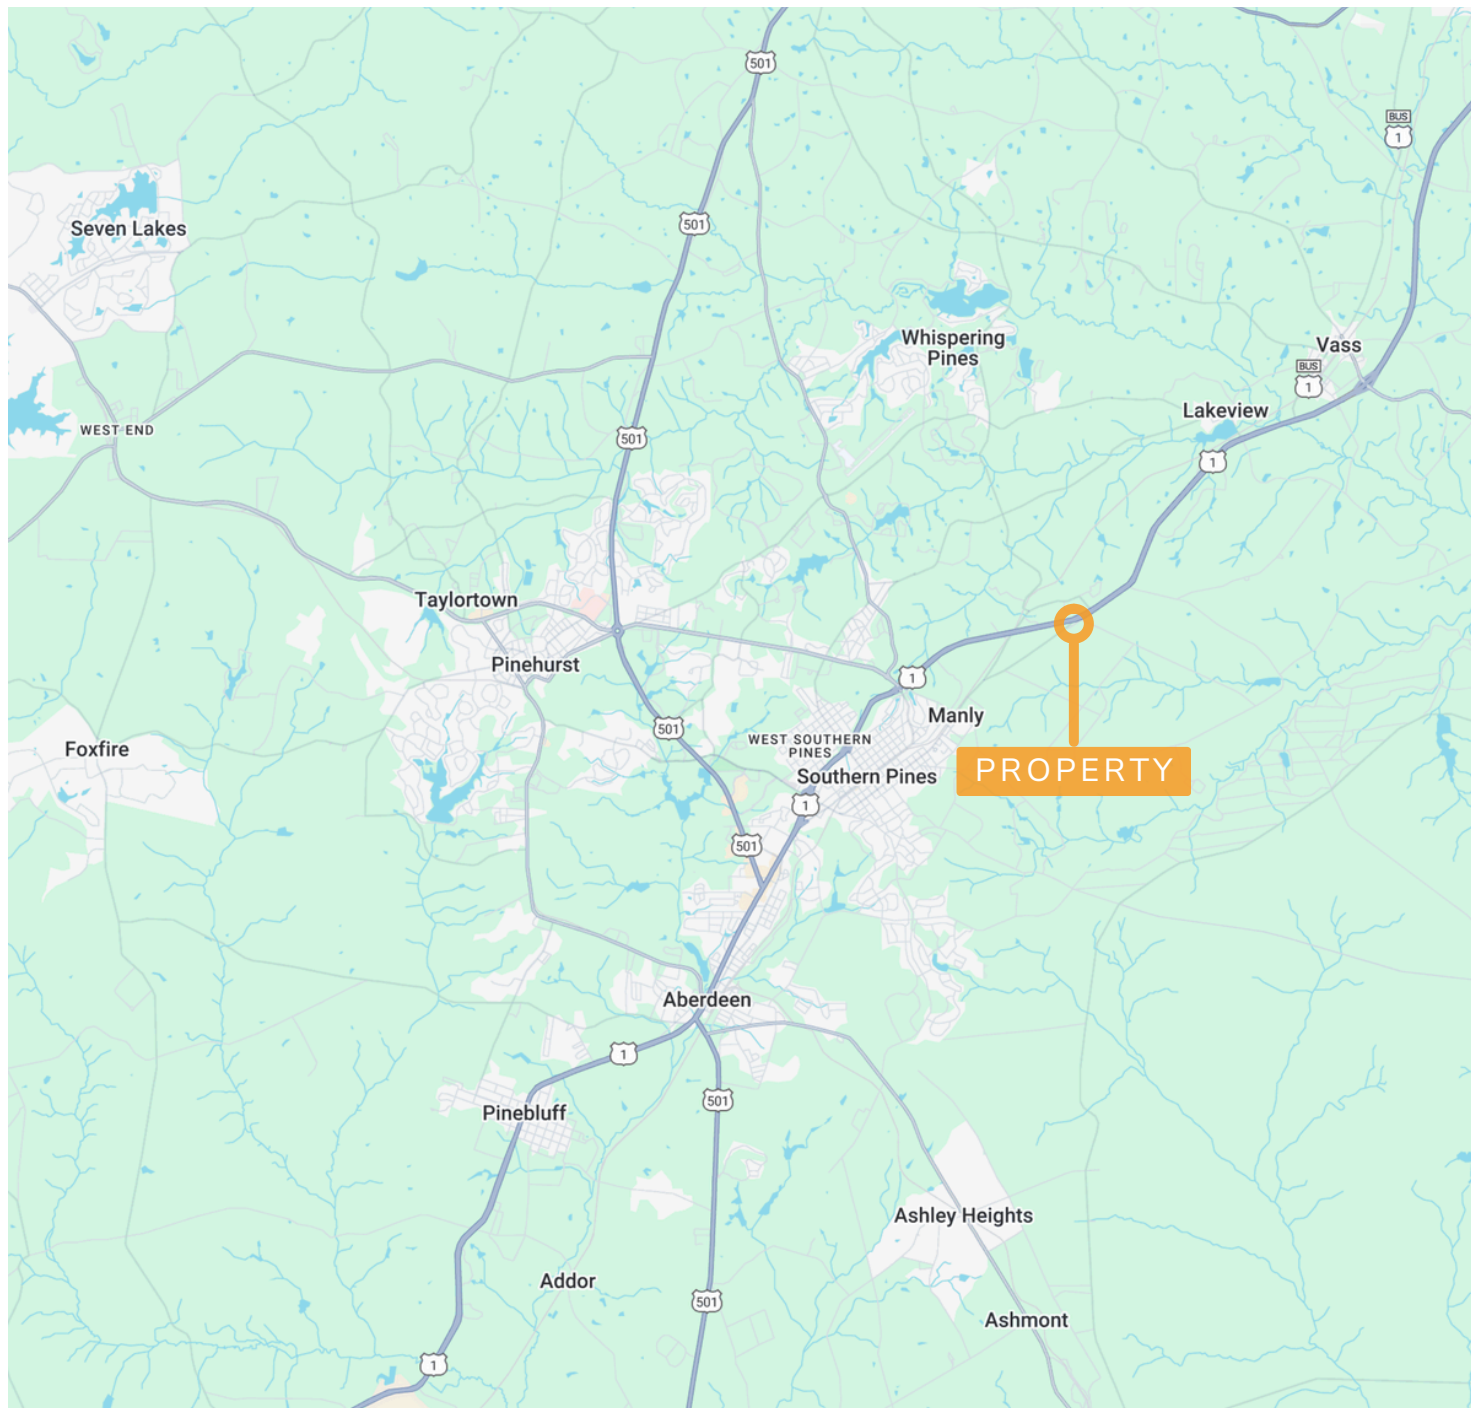 501
BUS
1
501
Seven Lakes
Whispering
Pines
Vass
BUS
1
Lakeview
WEST END
501
1
Taylortown
Pinehurst
1
Manly
501
WEST SOUTHERN
PINES
Foxfire
Southern Pines
PROPERTY
1
501
Aberdeen
1
501
Pinebluff
Ashley Heights
Addor
501
Ashmont
1